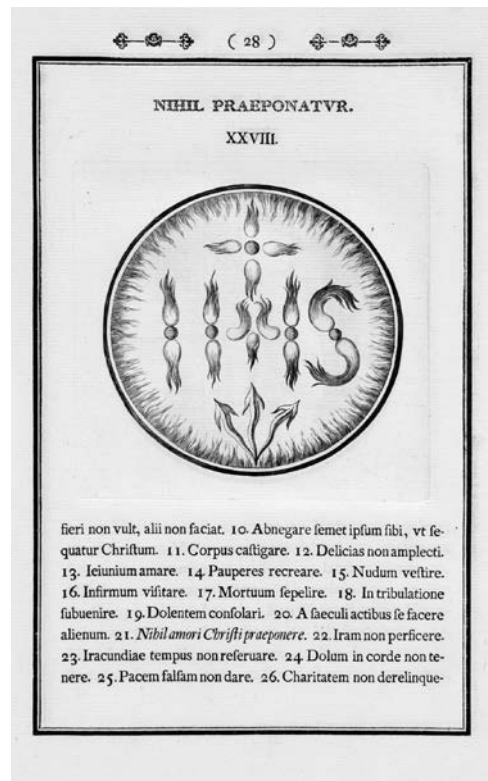 ( 28 )
NIHIL PRAEPONATVR.
XXVIII.
IHS
fieri non vult, alii non faciat. 10. Abnegare ſemet ipſum ſibi, vt ſe-
quatur Chriſtum. 11. Corpus caſtigare. 12. Delicias non amplecti.
13. Ieiunium amare. 14. Pauperes recreare. 15. Nudum veſtire.
16. Infirmum viſitare. 17. Mortuum ſepelire. 18. In tribulatione
ſubuenire. 19. Dolentem conſolari. 20. A ſaeculi actibus ſe facere
alienum. 21. Nihil amori Chriſti praeponere. 22. Iram non perficere.
23. Iracundiae tempus non reſeruare. 24. Dolum in corde non te-
nere. 25. Pacem falſam non dare. 26. Charitatem non derelinque-